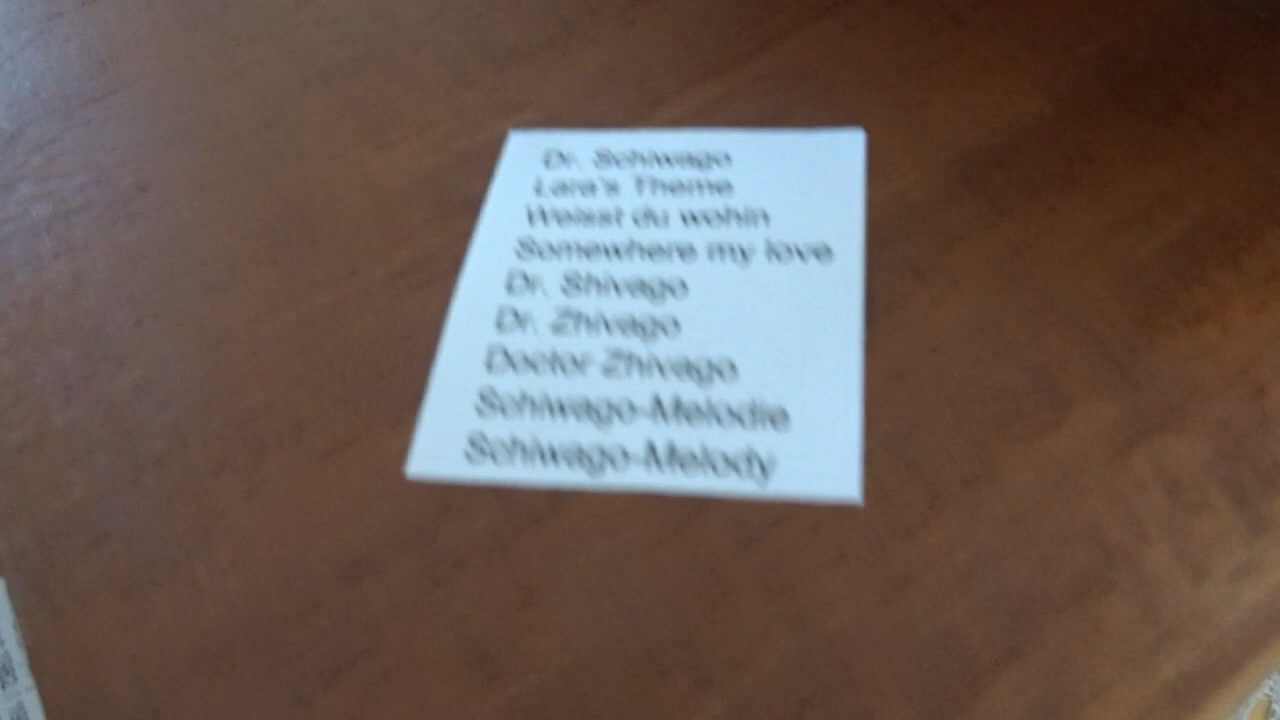 Dr. Schiwago
Lara's Theme
Weisst du wohin
Somewhere my love
Dr. Shivago
Dr. Zhivago
Doctor Zhivago
Schiwago-Melodie
Schiwago-Melody